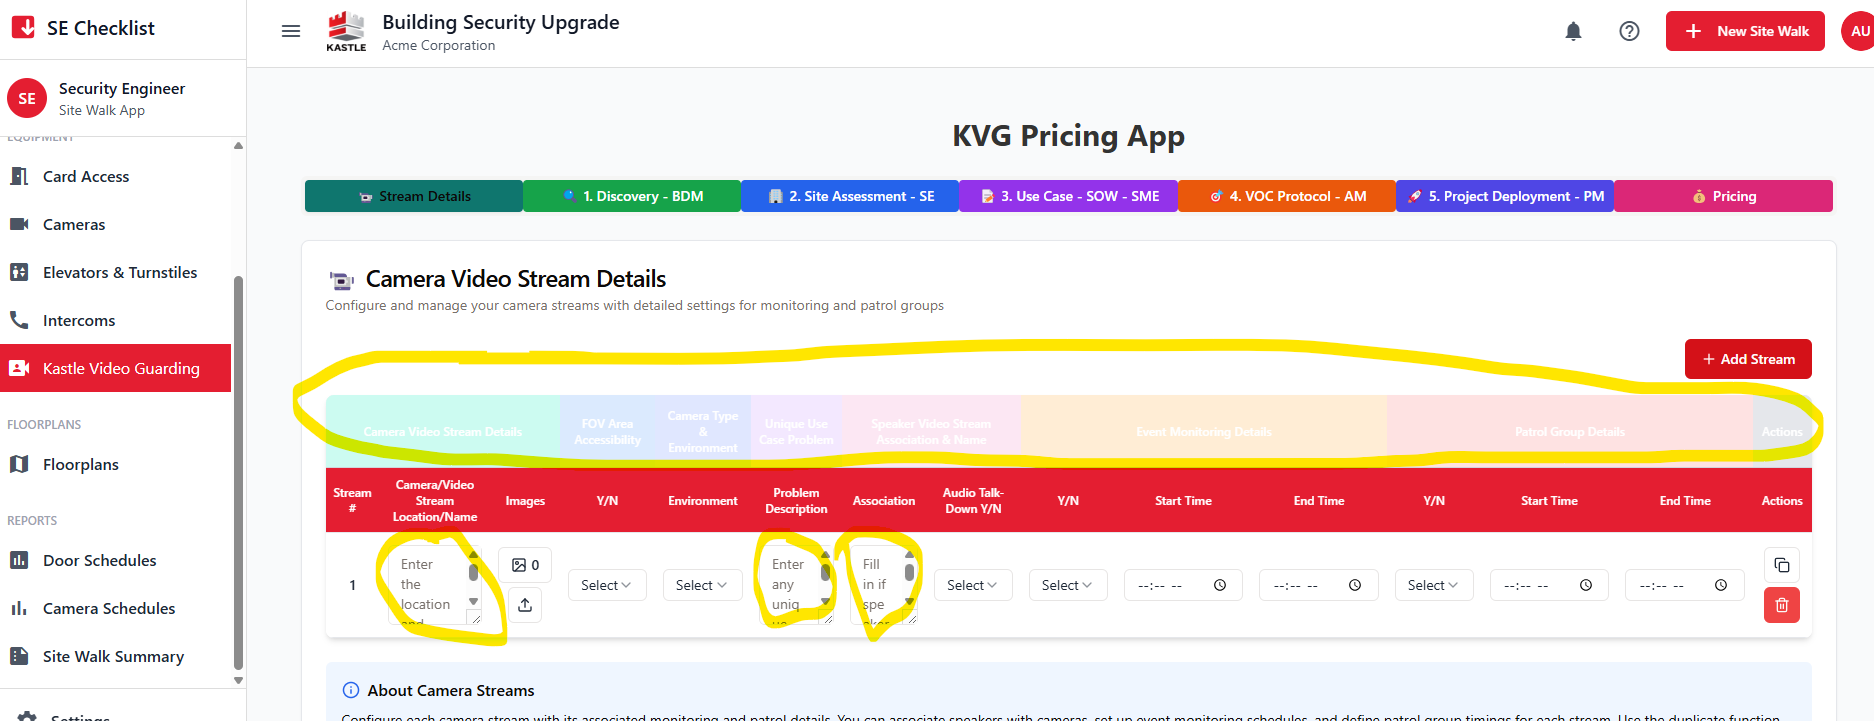 SE Checklist
SE
Security Engineer
Site Walk App
EQUIPMENT
Card Access
Cameras
Elevators & Turnstiles
Intercoms
Kastle Video Guarding
FLOORPLANS
Floorplans
REPORTS
Door Schedules
Camera Schedules
Site Walk Summary
Settings
KASTLE
Building Security Upgrade
Acme Corporation
New Site Walk
AU
KVG Pricing App
Stream Details
1. Discovery - BDM
2. Site Assessment - SE
3. Use Case - SOW - SME
4. VOC Protocol - AM
5. Project Deployment - PM
Pricing
Camera Video Stream Details
Configure and manage your camera streams with detailed settings for monitoring and patrol groups
+ Add Stream
Camera Video Stream Details
FOV Area
Accessibility
Camera Type
&
Environment
Unique Use
Case Problem
Speaker Video Stream
Association & Name
Event Monitoring Details
Patrol Group Details
Actions
Stream
#
Camera/Video
Stream
Location/Name
Images
Y/N
Environment
Problem
Description
Association
Audio Talk-
Down Y/N
Y/N
Start Time
End Time
Y/N
Start Time
End Time
Actions
1
Enter
the
location
and
0
Select
Select
Enter
any
uniq
ue
Fill
in if
spe
aker
Select
Select
--:-- --
--:-- --
Select
--:-- --
--:-- --
About Camera Streams
Configure each camera stream with its associated monitoring and patrol details. You can associate speakers with cameras, set up event monitoring schedules, and define patrol group timings for each stream. Use the duplicate function